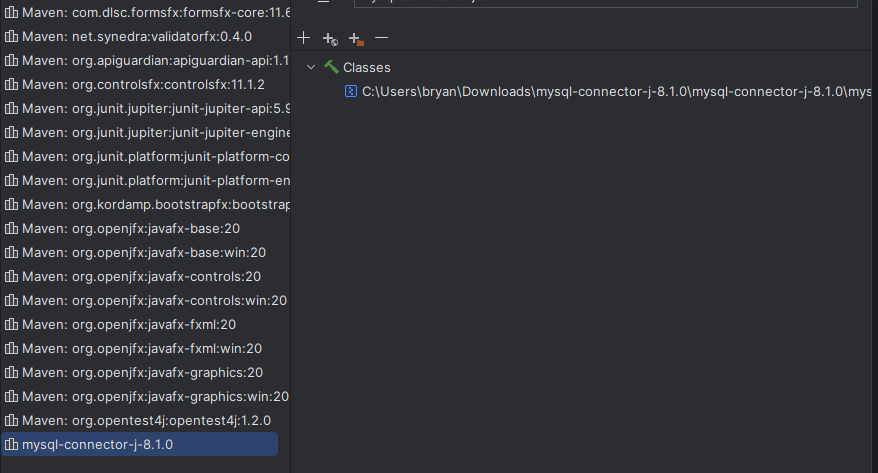 Maven: com.dlsc.formsfx:formsfx-core:11.6
Maven: net.synedra:validatorfx:0.4.0
Maven: org.apiguardian:apiguardian-api:1.1
Maven: org.controlsfx:controlsfx:11.1.2
Maven: org.junit.jupiter:junit-jupiter-api:5.9
Maven: org.junit.jupiter:junit-jupiter-engine
Maven: org.junit.platform:junit-platform-co
Maven: org.junit.platform:junit-platform-en
Maven: org.kordamp.bootstrapfx:bootstrap
Maven: org.openjfx:javafx-base:20
Maven: org.openjfx:javafx-base:win:20
Maven: org.openjfx:javafx-controls:20
Maven: org.openjfx:javafx-controls:win:20
Maven: org.openjfx:javafx-fxml:20
Maven: org.openjfx:javafx-fxml:win:20
Maven: org.openjfx:javafx-graphics:20
Maven: org.openjfx:javafx-graphics:win:20
Maven: org.opentest4j:opentest4j:1.2.0
mysql-connector-j-8.1.0
Classes
C:\Users\bryan\Downloads\mysql-connector-j-8.1.0\mysql-connector-j-8.1.0\mys